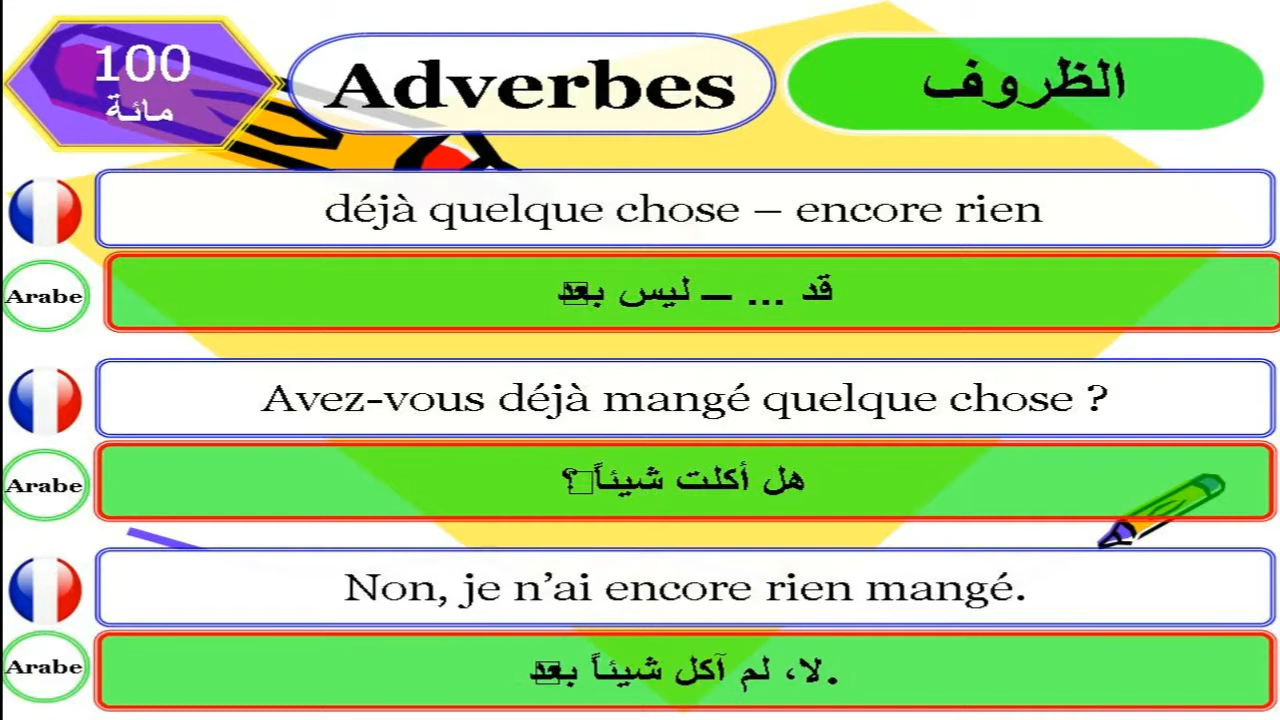 100
مائة
Adverbes
الظروف
déjà quelque chose – encore rien
Arabe
قد ... – ليس بعد
Avez-vous déjà mangé quelque chose ?
Arabe
هل أكلت شيئاً؟
Non, je n’ai encore rien mangé.
Arabe
لا، لم آكل شيئاً بعد.